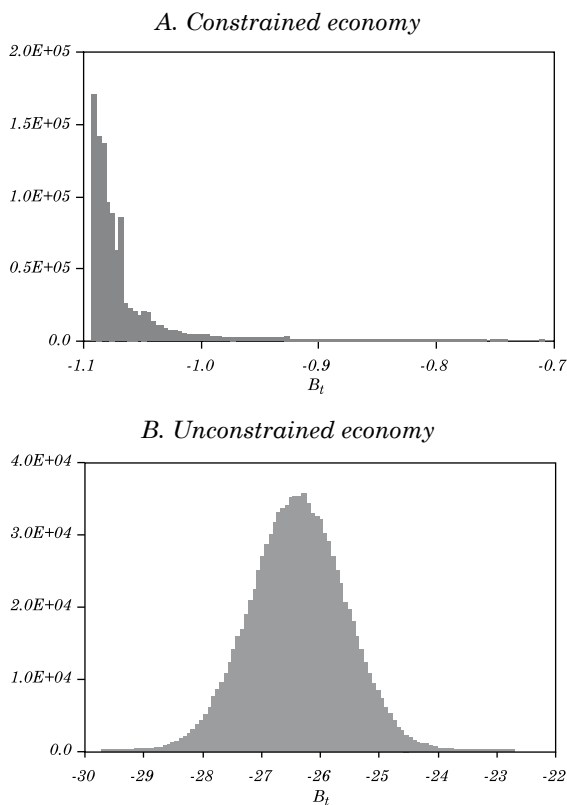 A. Constrained economy
2.0E+05
1.5E+05
1.0E+05
0.5E+05
0.0
-1.1 -1.0 -0.9 -0.8 -0.7
Bt
B. Unconstrained economy
4.0E+04
3.0E+04
2.0E+04
1.0E+04
0.0
-30 -29 -28 -27 -26 -25 -24 -23 -22
Bt